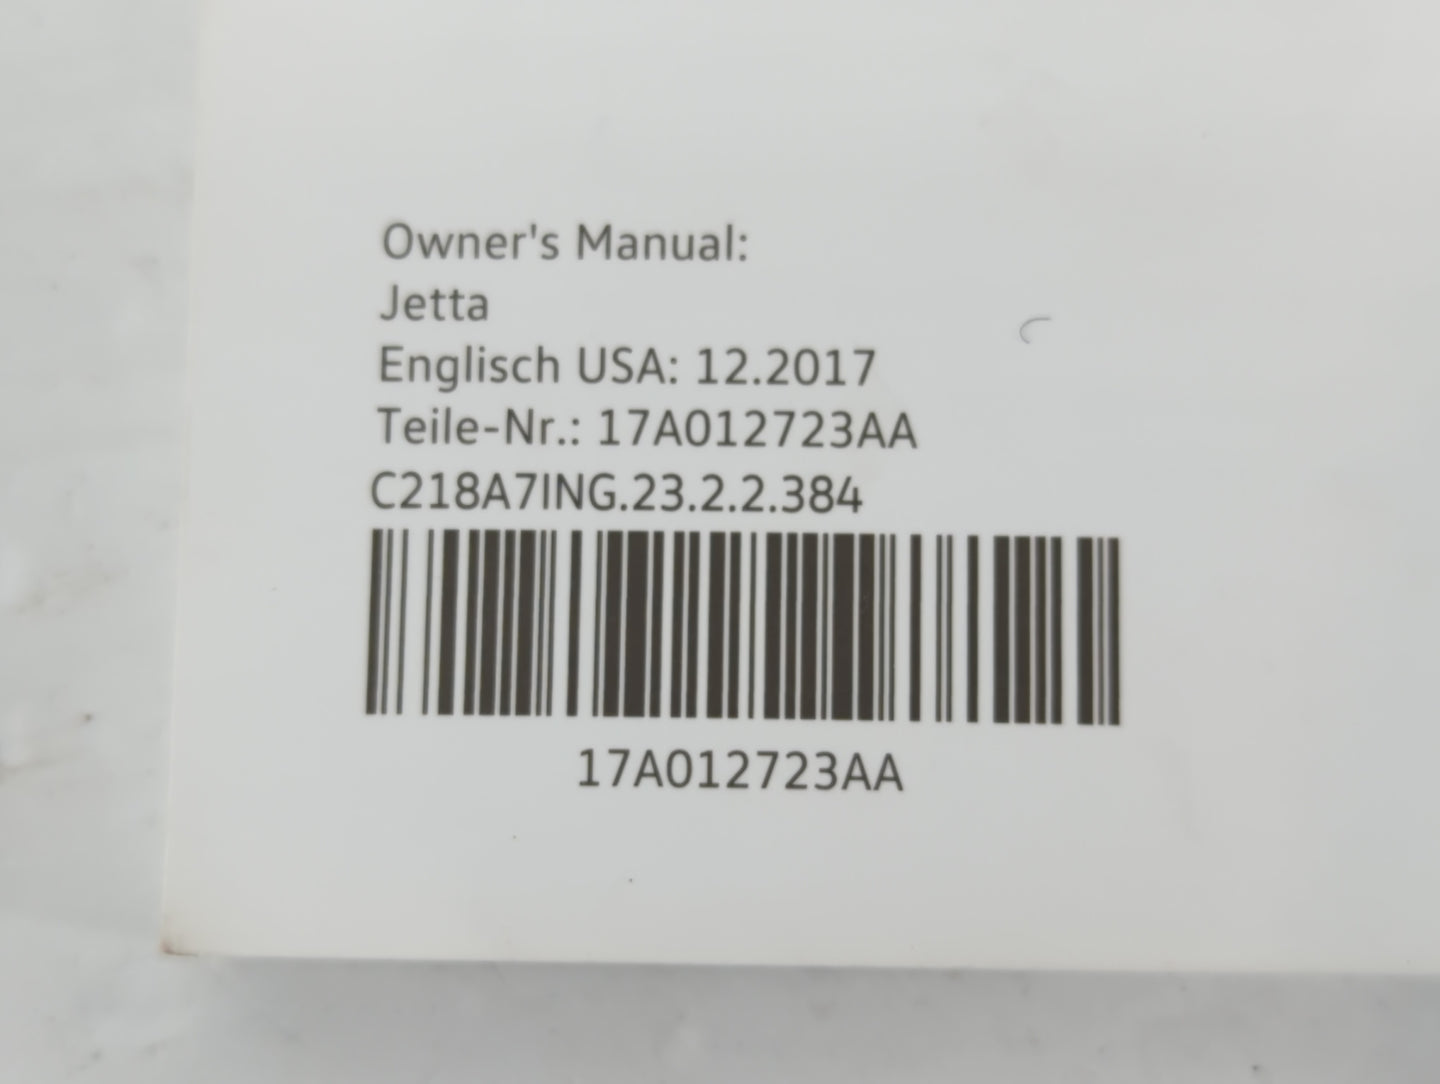 Owner's Manual:
Jetta
Englisch USA: 12.2017
Teile-Nr.: 17A012723AA
C218A7ING.23.2.2.384
17A012723AA